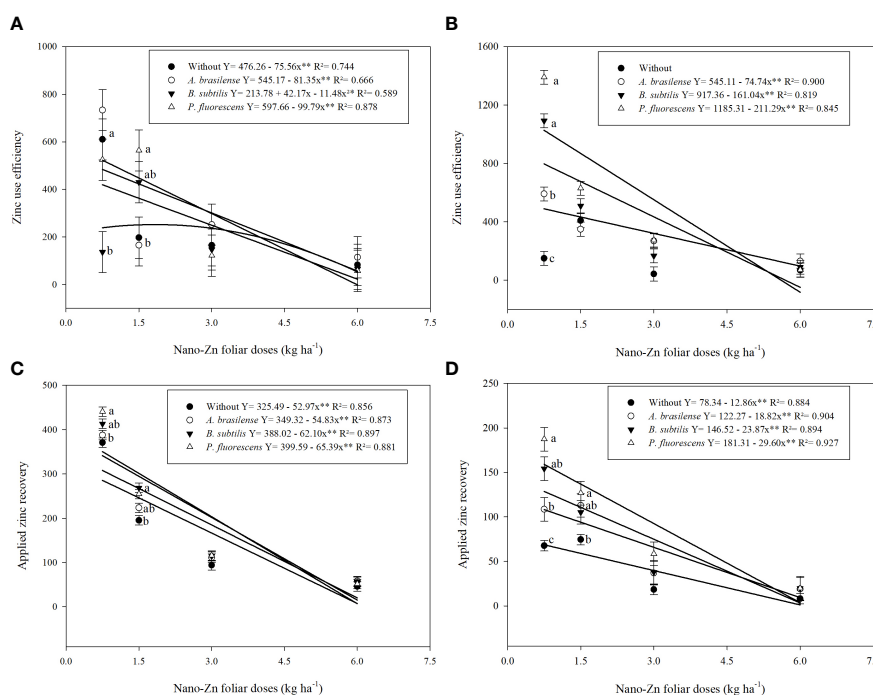 A
1000
800
600
400
200
0
Zinc use efficiency
Without Y= 476.26 - 75.56x** R²= 0.744
A. brasilense Y= 545.17 - 81.35x** R²= 0.666
B. subtilis Y= 213.78 + 42.17x - 11.48x²* R²= 0.589
P. fluorescens Y= 597.66 - 99.79x** R²= 0.878
a
a
ab
b
b
0.0 1.5 3.0 4.5 6.0 7.5
Nano-Zn foliar doses (kg ha⁻¹)
B
1600
1200
800
400
0
Zinc use efficiency
Without
A. brasilense Y= 545.11 - 74.74x** R²= 0.900
B. subtilis Y= 917.36 - 161.04x** R²= 0.819
P. fluorescens Y= 1185.31 - 211.29x** R²= 0.845
a
a
b
c
0.0 1.5 3.0 4.5 6.0 7.5
Nano-Zn foliar doses (kg ha⁻¹)
C
500
400
300
200
100
0
Applied zinc recovery
Without Y= 325.49 - 52.97x** R²= 0.856
A. brasilense Y= 349.32 - 54.83x** R²= 0.873
B. subtilis Y= 388.02 - 62.10x** R²= 0.897
P. fluorescens Y= 399.59 - 65.39x** R²= 0.881
a
ab
b
a
ab
b
0.0 1.5 3.0 4.5 6.0 7.5
Nano-Zn foliar doses (kg ha⁻¹)
D
250
200
150
100
50
0
Applied zinc recovery
Without Y= 78.34 - 12.86x** R²= 0.884
A. brasilense Y= 122.27 - 18.82x** R²= 0.904
B. subtilis Y= 146.52 - 23.87x** R²= 0.894
P. fluorescens Y= 181.31 - 29.60x** R²= 0.927
a
ab
b
c
a
ab
b
0.0 1.5 3.0 4.5 6.0 7.5
Nano-Zn foliar doses (kg ha⁻¹)